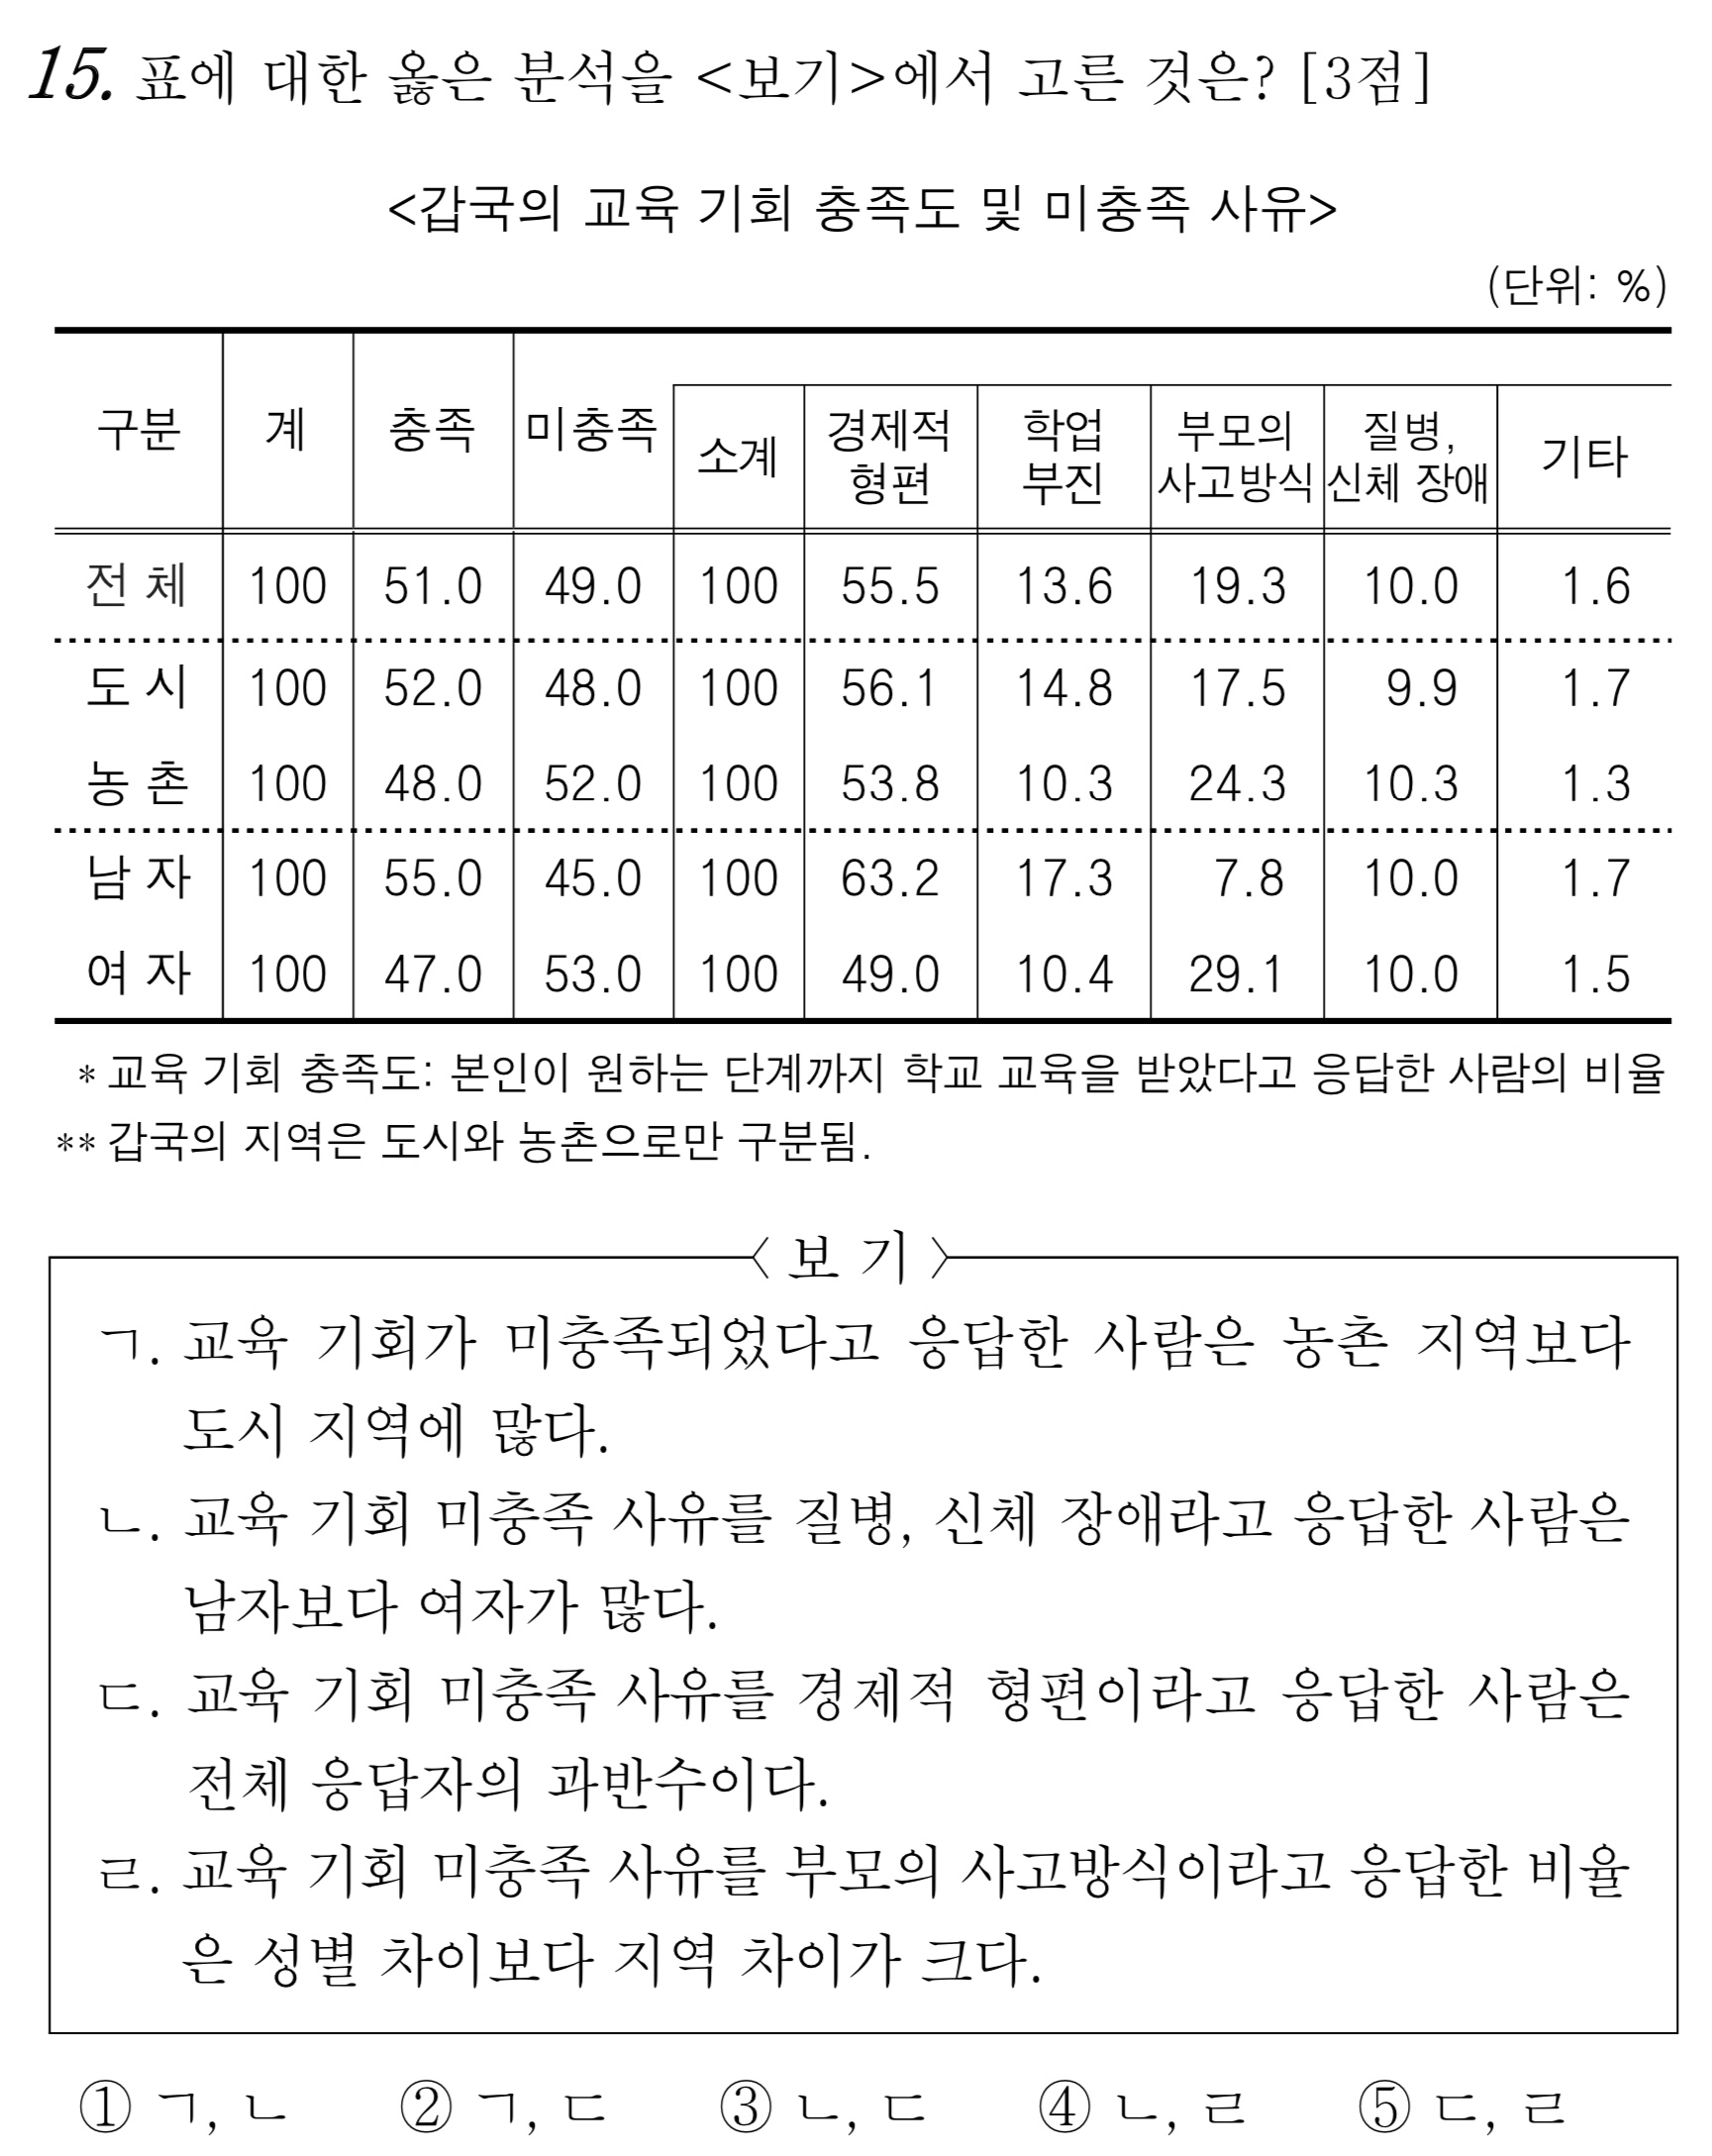 15. 표에 대한 옳은 분석을 <보기>에서 고른 것은? [3점]
<갑국의 교육 기회 충족도 및 미충족 사유>
(단위: %)
구분 계 충족 미충족 소계 경제적 형편 학업 부진 부모의 사고방식 질병, 신체 장애 기타
전 체 100 51.0 49.0 100 55.5 13.6 19.3 10.0 1.6
도 시 100 52.0 48.0 100 56.1 14.8 17.5 9.9 1.7
농 촌 100 48.0 52.0 100 53.8 10.3 24.3 10.3 1.3
남 자 100 55.0 45.0 100 63.2 17.3 7.8 10.0 1.7
여 자 100 47.0 53.0 100 49.0 10.4 29.1 10.0 1.5
* 교육 기회 충족도: 본인이 원하는 단계까지 학교 교육을 받았다고 응답한 사람의 비율
** 갑국의 지역은 도시와 농촌으로만 구분됨.
〈 보 기 〉
ㄱ. 교육 기회가 미충족되었다고 응답한 사람은 농촌 지역보다
도시 지역에 많다.
ㄴ. 교육 기회 미충족 사유를 질병, 신체 장애라고 응답한 사람은
남자보다 여자가 많다.
ㄷ. 교육 기회 미충족 사유를 경제적 형편이라고 응답한 사람은
전체 응답자의 과반수이다.
ㄹ. 교육 기회 미충족 사유를 부모의 사고방식이라고 응답한 비율
은 성별 차이보다 지역 차이가 크다.
① ㄱ, ㄴ ② ㄱ, ㄷ ③ ㄴ, ㄷ ④ ㄴ, ㄹ ⑤ ㄷ, ㄹ